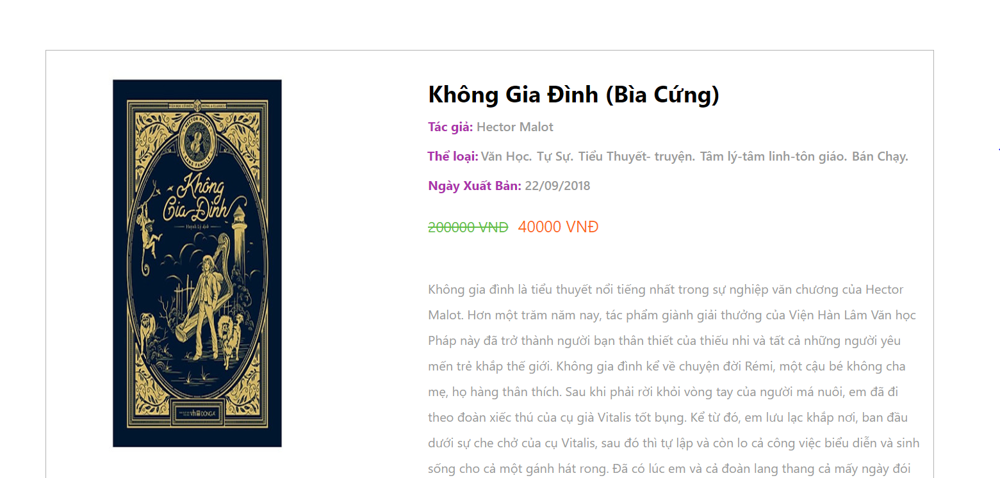 VĂN HỌC CỔ ĐIỂN ĐÔNG A CLASSICS
HECTOR MALOT
SANS FAMILLE
Không
Gia Đình
Huỳnh Lý dịch
ĐÔNG A
Không Gia Đình (Bìa Cứng)
Tác giả: Hector Malot
Thể loại: Văn Học. Tự Sự. Tiểu Thuyết- truyện. Tâm lý-tâm linh-tôn giáo. Bán Chạy.
Ngày Xuất Bản: 22/09/2018
200000 VNĐ 40000 VNĐ
Không gia đình là tiểu thuyết nổi tiếng nhất trong sự nghiệp văn chương của Hector
Malot. Hơn một trăm năm nay, tác phẩm giành giải thưởng của Viện Hàn Lâm Văn học
Pháp này đã trở thành người bạn thân thiết của thiếu nhi và tất cả những người yêu
mến trẻ khắp thế giới. Không gia đình kể về chuyện đời Rémi, một cậu bé không cha
mẹ, họ hàng thân thích. Sau khi phải rời khỏi vòng tay của người má nuôi, em đã đi
theo đoàn xiếc thú của cụ già Vitalis tốt bụng. Kể từ đó, em lưu lạc khắp nơi, ban đầu
dưới sự che chở của cụ Vitalis, sau đó thì tự lập và còn lo cả công việc biểu diễn và sinh
sống cho cả một gánh hát rong. Đã có lúc em và cả đoàn lang thang cả mấy ngày đói